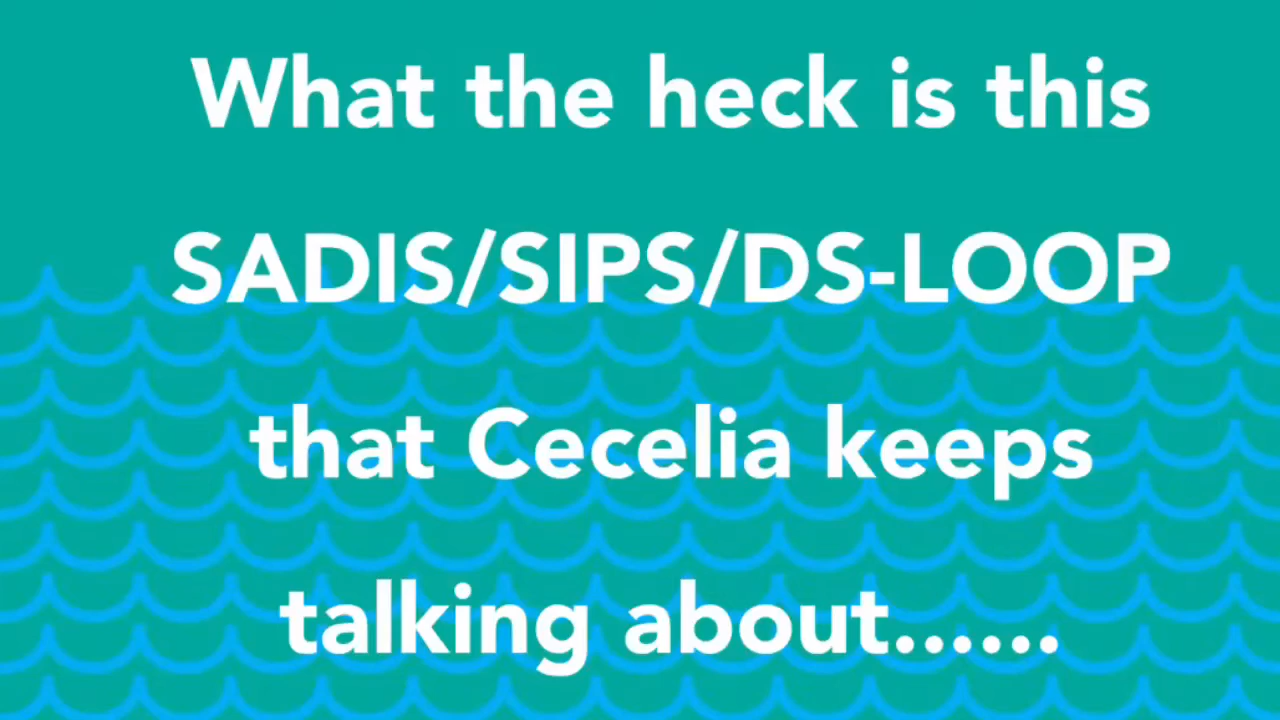 What the heck is this
SADIS/SIPS/DS-LOOP
that Cecelia keeps
talking about......